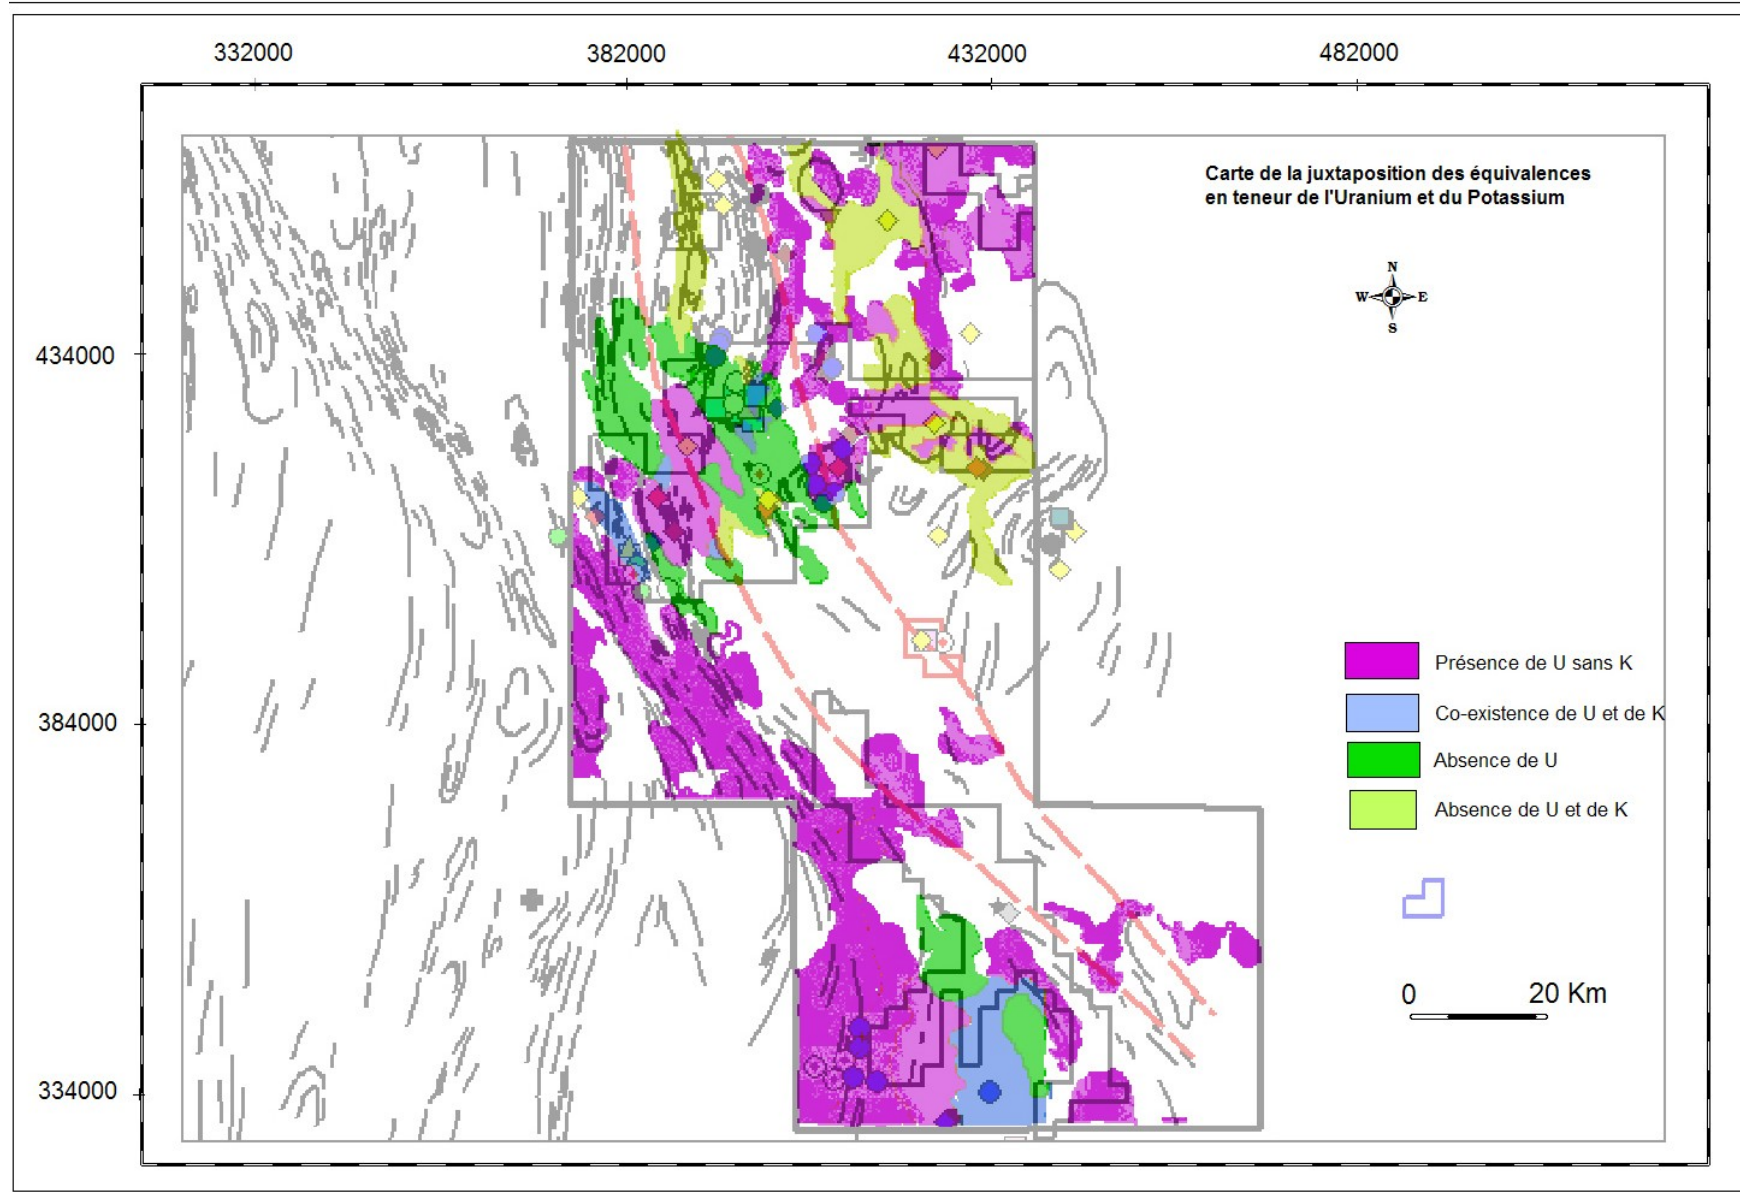 332000 382000 432000 482000
Carte de la juxtaposition des équivalences
en teneur de l'Uranium et du Potassium
N
W E
S
434000
384000
334000
Présence de U sans K
Co-existence de U et de K
Absence de U
Absence de U et de K
0 20 Km